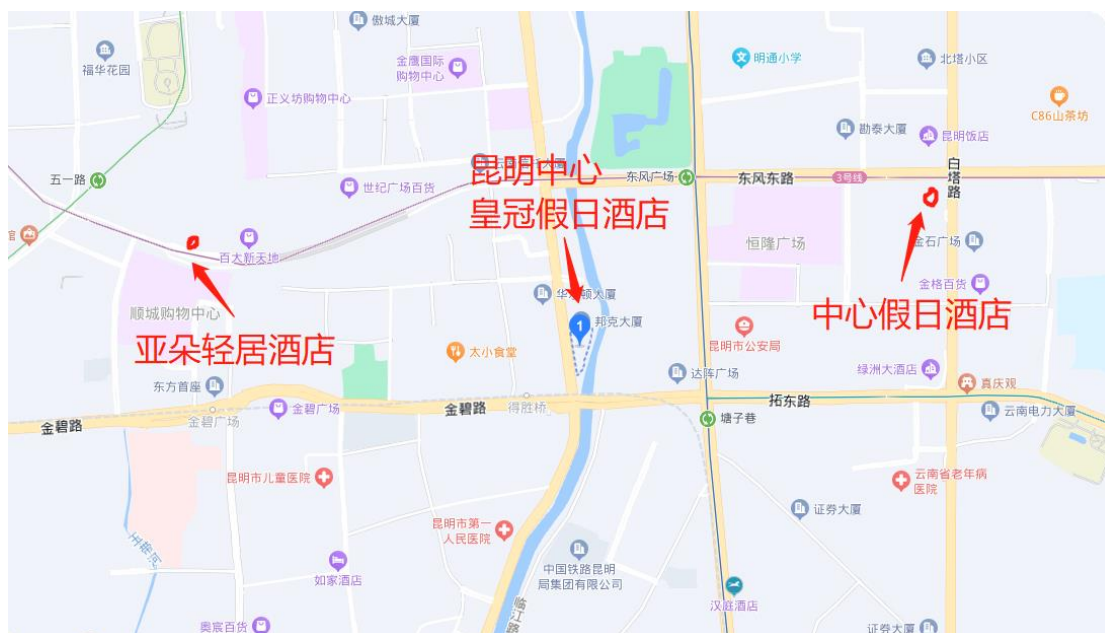 傲城大厦
福华花园
金鹰国际
购物中心
明通小学
北塔小区
正义坊购物中心
C86山茶坊
勘泰大厦
昆明饭店
昆明中心
皇冠假日酒店
五一路
世纪广场百货
东风广场
东风东路
3号线
白塔路
馆
百大新天地
恒隆广场
金石广场
顺城购物中心
金格百货
中心假日酒店
1
邦克大厦
亚朵轻居酒店
太小食堂
昆明市公安局
达阵广场
绿洲大酒店
真庆观
东方首座
金碧广场
金碧路
得胜桥
拓东路
云南电力大厦
金碧路
金碧广场
塘子巷
昆明市儿童医院
云南省老年病
医院
证券大厦
昆明市第一
人民医院
中国铁路昆明
局集团有限公司
如家酒店
汉庭酒店
临江路
奥宸百货
证券大厦